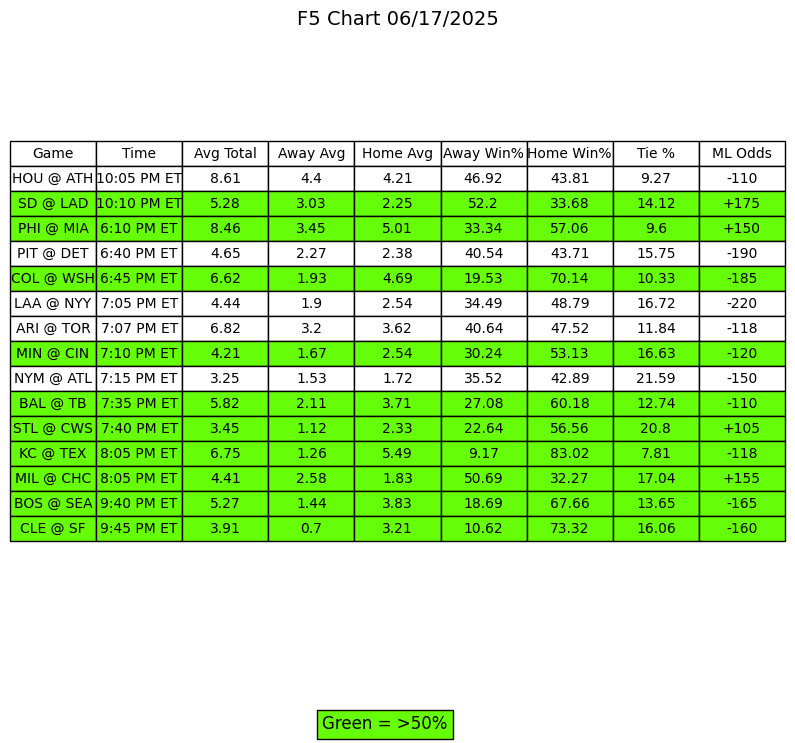 F5 Chart 06/17/2025
Game Time Avg Total Away Avg Home Avg Away Win% Home Win% Tie % ML Odds
HOU @ ATH 10:05 PM ET 8.61 4.4 4.21 46.92 43.81 9.27 -110
SD @ LAD 10:10 PM ET 5.28 3.03 2.25 52.2 33.68 14.12 +175
PHI @ MIA 6:10 PM ET 8.46 3.45 5.01 33.34 57.06 9.6 +150
PIT @ DET 6:40 PM ET 4.65 2.27 2.38 40.54 43.71 15.75 -190
COL @ WSH 6:45 PM ET 6.62 1.93 4.69 19.53 70.14 10.33 -185
LAA @ NYY 7:05 PM ET 4.44 1.9 2.54 34.49 48.79 16.72 -220
ARI @ TOR 7:07 PM ET 6.82 3.2 3.62 40.64 47.52 11.84 -118
MIN @ CIN 7:10 PM ET 4.21 1.67 2.54 30.24 53.13 16.63 -120
NYM @ ATL 7:15 PM ET 3.25 1.53 1.72 35.52 42.89 21.59 -150
BAL @ TB 7:35 PM ET 5.82 2.11 3.71 27.08 60.18 12.74 -110
STL @ CWS 7:40 PM ET 3.45 1.12 2.33 22.64 56.56 20.8 +105
KC @ TEX 8:05 PM ET 6.75 1.26 5.49 9.17 83.02 7.81 -118
MIL @ CHC 8:05 PM ET 4.41 2.58 1.83 50.69 32.27 17.04 +155
BOS @ SEA 9:40 PM ET 5.27 1.44 3.83 18.69 67.66 13.65 -165
CLE @ SF 9:45 PM ET 3.91 0.7 3.21 10.62 73.32 16.06 -160
Green = >50%